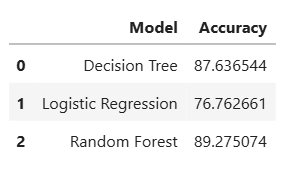 Model Accuracy
0 Decision Tree 87.636544
1 Logistic Regression 76.762661
2 Random Forest 89.275074